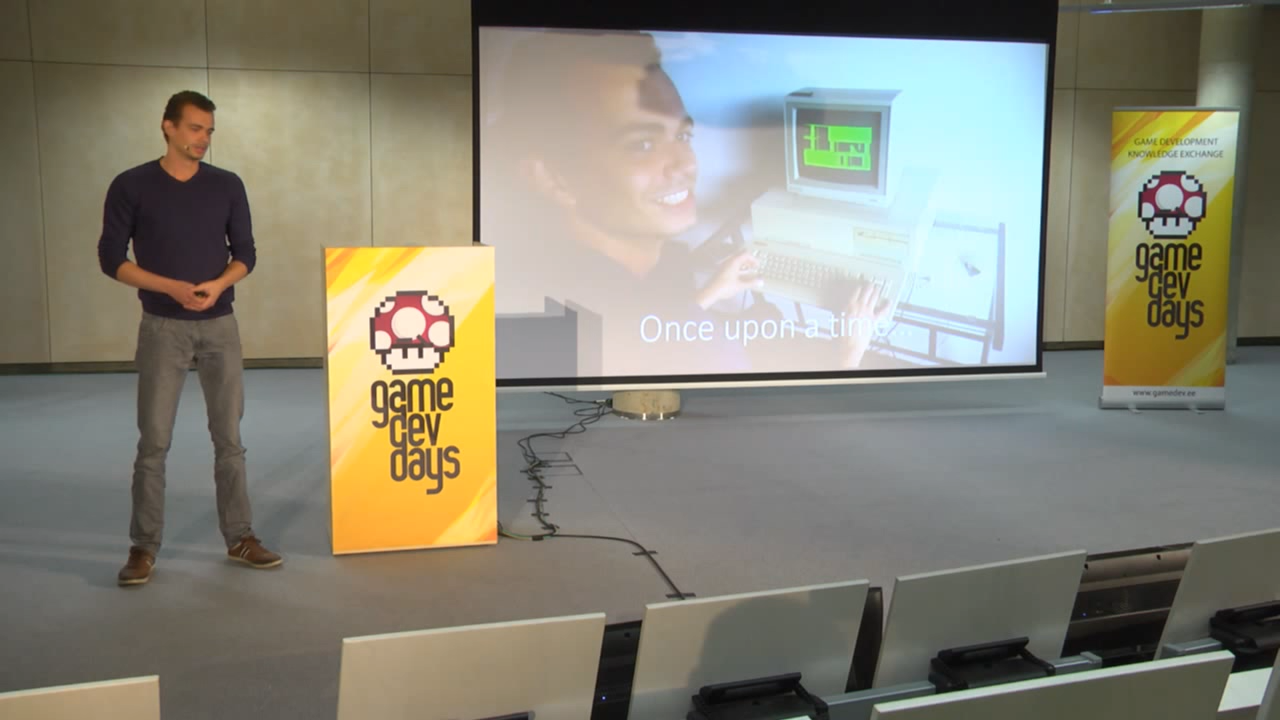 game
dev
days
Once upon a time...
GAME DEVELOPMENT
KNOWLEDGE EXCHANGE
game
dev
days
www.gamedev.ee